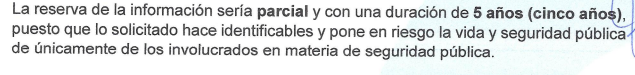 La reserva de la información sería parcial y con una duración de 5 años (cinco años),
puesto que lo solicitado hace identificables y pone en riesgo la vida y seguridad pública
de únicamente de los involucrados en materia de seguridad pública.